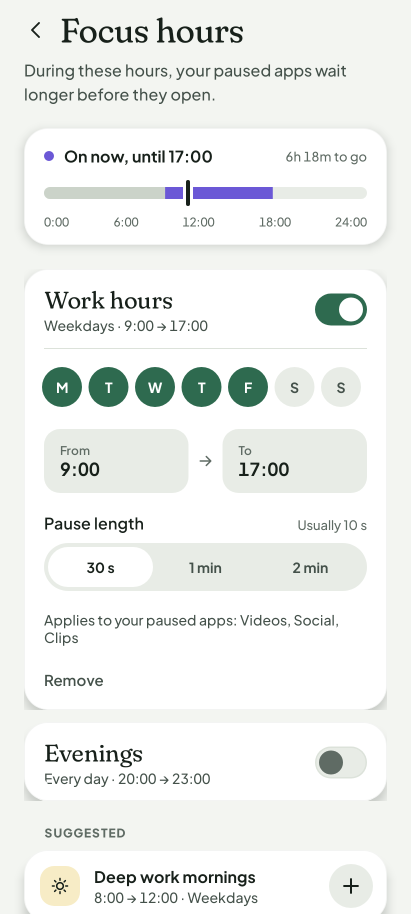 Focus hours
During these hours, your paused apps wait
longer before they open.
On now, until 17:00
6h 18m to go
0:00 6:00 12:00 18:00 24:00
Work hours
Weekdays · 9:00 → 17:00
M T W T F S S
From
9:00
→
To
17:00
Pause length
Usually 10 s
30 s 1 min 2 min
Applies to your paused apps: Videos, Social,
Clips
Remove
Evenings
Every day · 20:00 → 23:00
SUGGESTED
Deep work mornings
8:00 → 12:00 · Weekdays